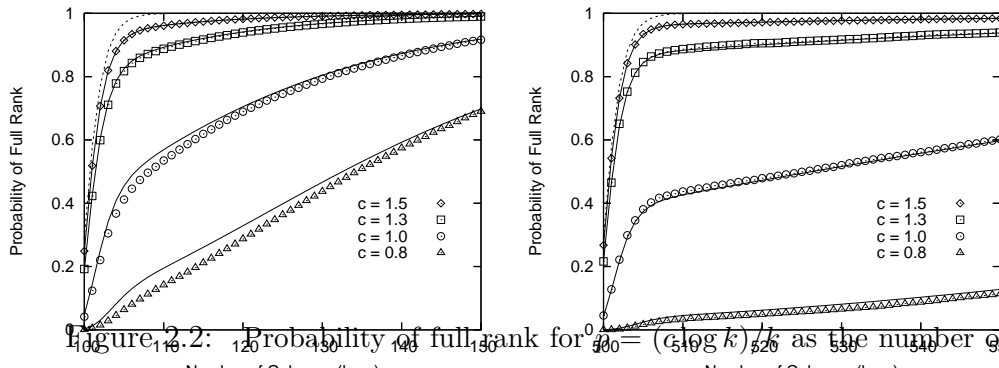 Probability of Full Rank
1
0.8
0.6
0.4
0.2
0
c = 1.5
c = 1.3
c = 1.0
c = 0.8
100 110 120 130 140 150
Probability of Full Rank
1
0.8
0.6
0.4
0.2
c = 1.5
c = 1.3
c = 1.0
c = 0.8
500 510 520 530 540
Figure 2.2: Probability of full rank for = (c log k)/k as the number